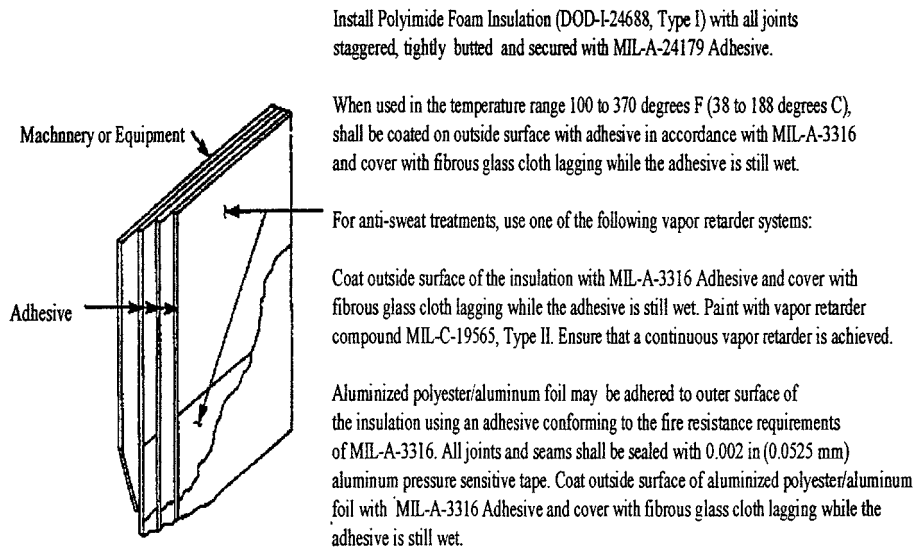 Install Polyimide Foam Insulation (DOD-I-24688, Type I) with all joints
staggered, tightly butted and secured with MIL-A-24179 Adhesive.
When used in the temperature range 100 to 370 degrees F (38 to 188 degrees C),
shall be coated on outside surface with adhesive in accordance with MIL-A-3316
and cover with fibrous glass cloth lagging while the adhesive is still wet.
Machnnery or Equipment
For anti-sweat treatments, use one of the following vapor retarder systems:
Coat outside surface of the insulation with MIL-A-3316 Adhesive and cover with
fibrous glass cloth lagging while the adhesive is still wet. Paint with vapor retarder
compound MIL-C-19565, Type II. Ensure that a continuous vapor retarder is achieved.
Adhesive
Aluminized polyester/aluminum foil may be adhered to outer surface of
the insulation using an adhesive conforming to the fire resistance requirements
of MIL-A-3316. All joints and seams shall be sealed with 0.002 in (0.0525 mm)
aluminum pressure sensitive tape. Coat outside surface of aluminized polyester/aluminum
foil with MIL-A-3316 Adhesive and cover with fibrous glass cloth lagging while the
adhesive is still wet.